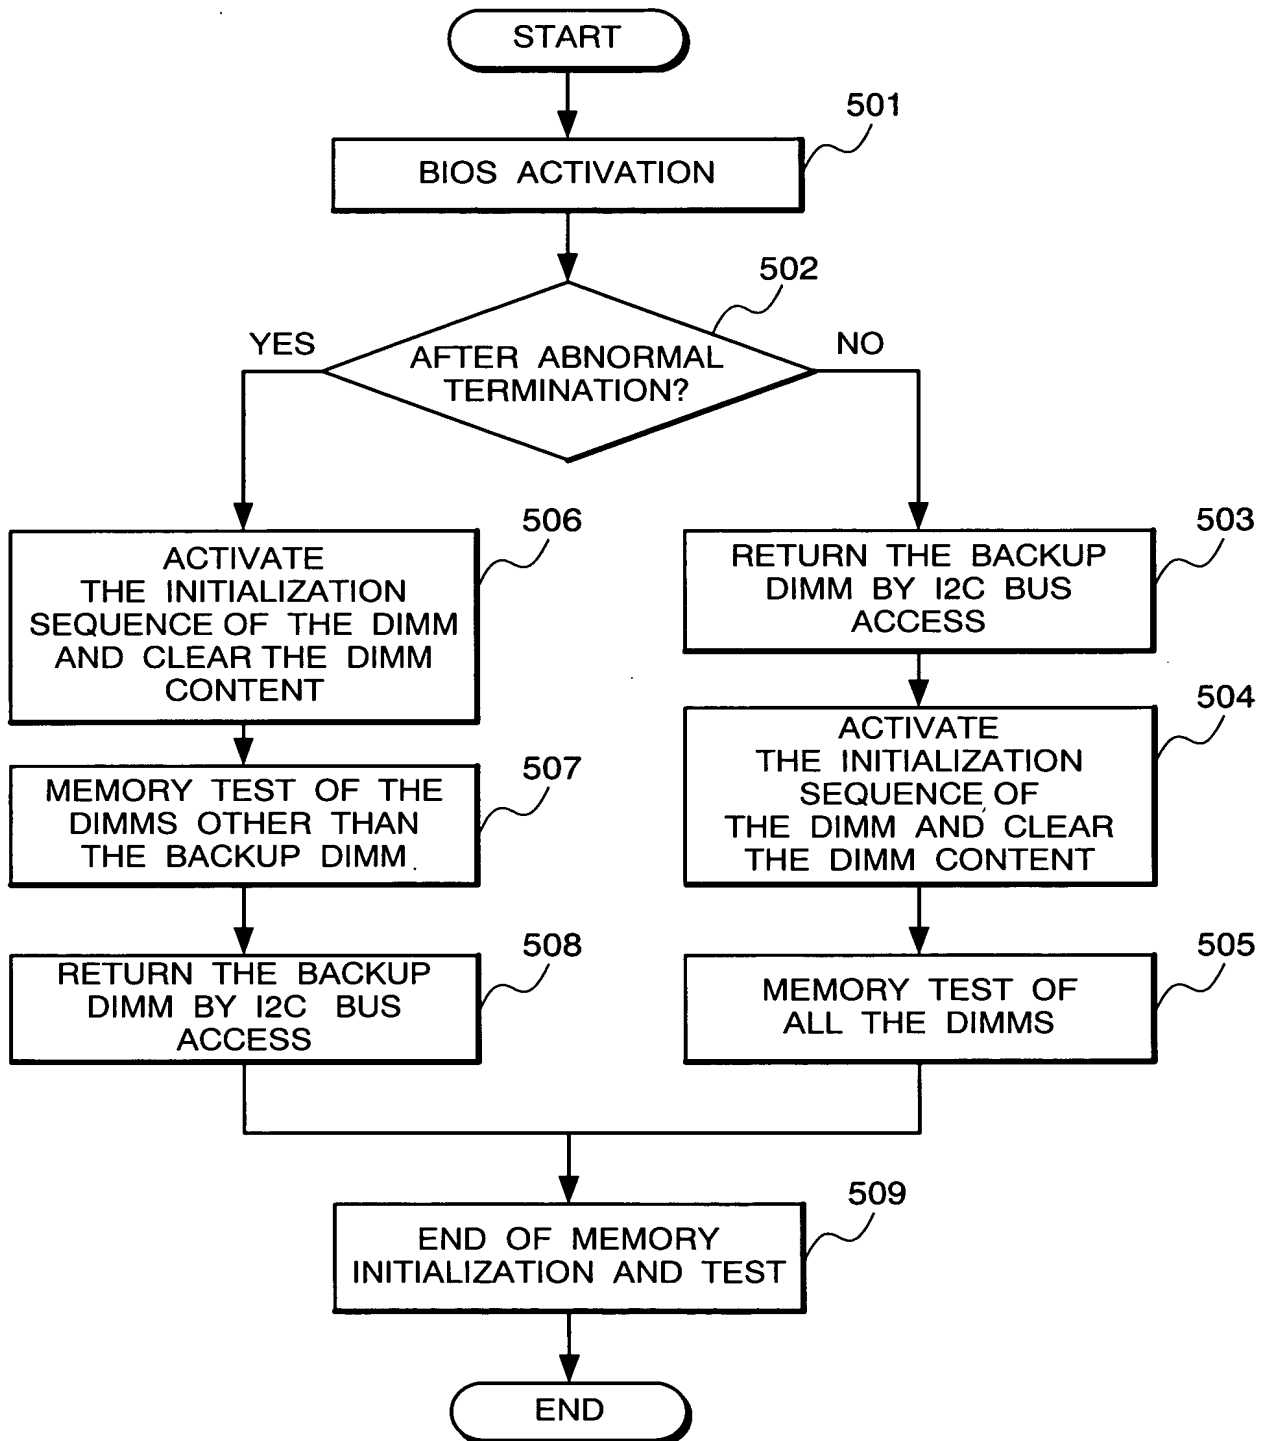 START
501
BIOS ACTIVATION
502
YES
NO
AFTER ABNORMAL
TERMINATION?
506
ACTIVATE
THE INITIALIZATION
SEQUENCE OF THE DIMM
AND CLEAR THE DIMM
CONTENT
503
RETURN THE BACKUP
DIMM BY I2C BUS
ACCESS
504
ACTIVATE
THE INITIALIZATION
SEQUENCE OF
THE DIMM AND CLEAR
THE DIMM CONTENT
507
MEMORY TEST OF THE
DIMMS OTHER THAN
THE BACKUP DIMM
508
RETURN THE BACKUP
DIMM BY I2C BUS
ACCESS
505
MEMORY TEST OF
ALL THE DIMMS
509
END OF MEMORY
INITIALIZATION AND TEST
END